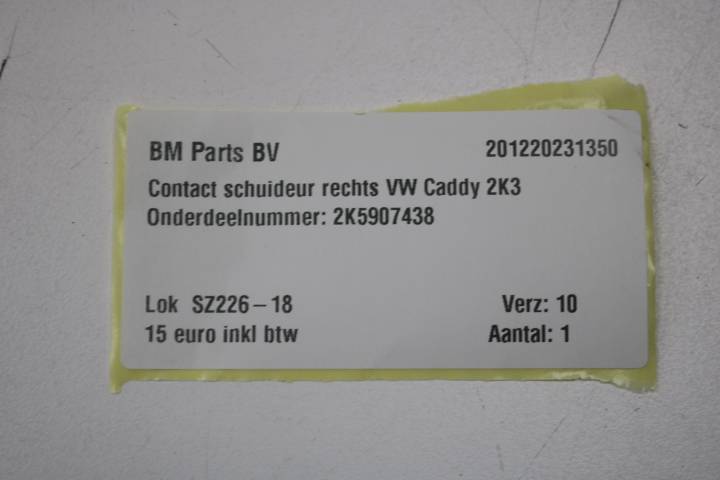 BM Parts BV 201220231350
Contact schuideur rechts VW Caddy 2K3
Onderdeelnummer: 2K5907438
Lok SZ226-18 Verz: 10
15 euro inkl btw Aantal: 1